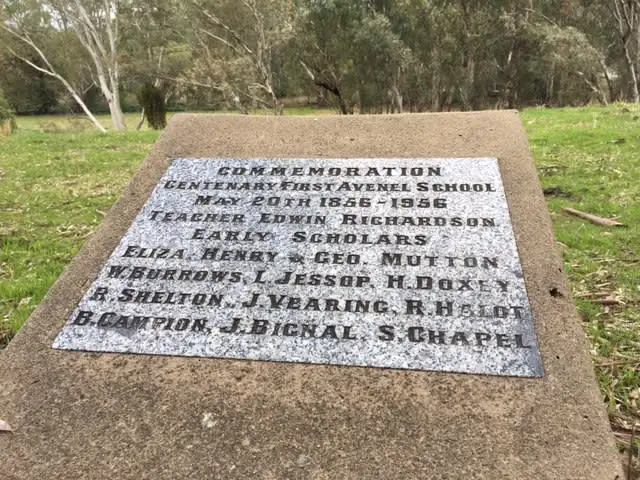 COMMEMORATION
CENTENARY FIRST AVENEL SCHOOL
MAY 20TH 1856-1956
TEACHER EDWIN RICHARDSON
EARLY SCHOLARS
ELIZA, HENRY & GEO. MUTTON
W. BURROWS, L. JESSOP, H. DOXEY
R. SHELTON, J. VEARING, R. HELOT
B. CAMPION, J. BIGNAL, S. CHAPEL